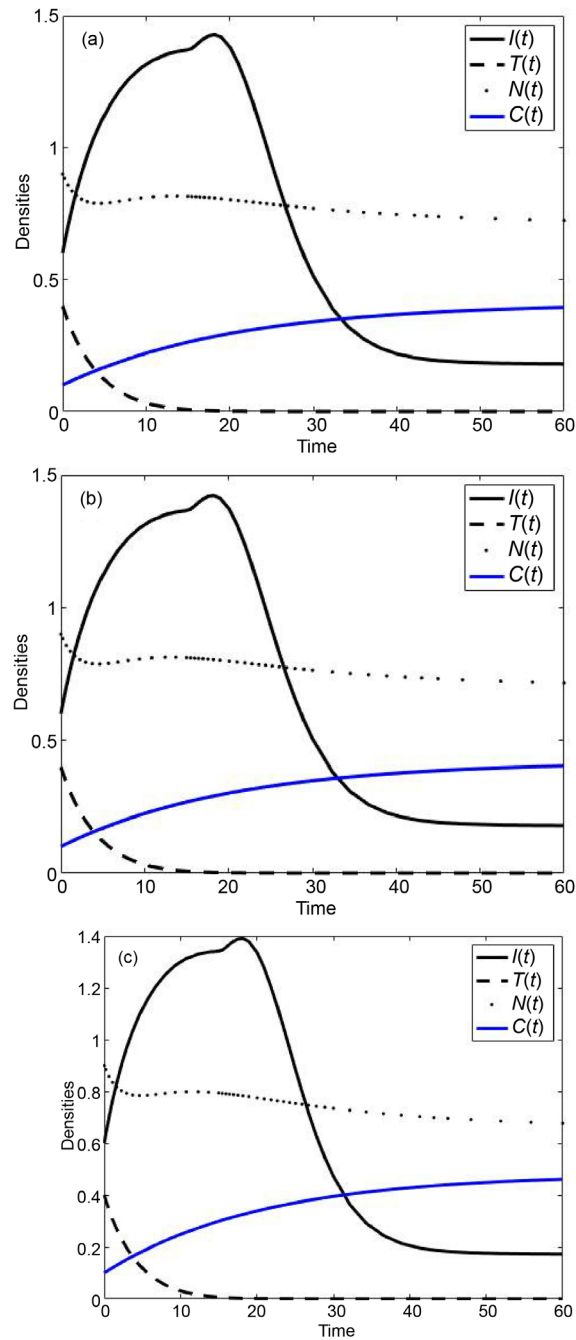 (a)
I(t)
T(t)
N(t)
C(t)
1.5
1
0.5
0
Densities
0 10 20 30 40 50 60
Time
(b)
I(t)
T(t)
N(t)
C(t)
1.5
1
0.5
0
Densities
0 10 20 30 40 50 60
Time
(c)
I(t)
T(t)
N(t)
C(t)
1.4
1.2
1
0.8
0.6
0.4
0.2
0
Densities
0 10 20 30 40 50 60
Time